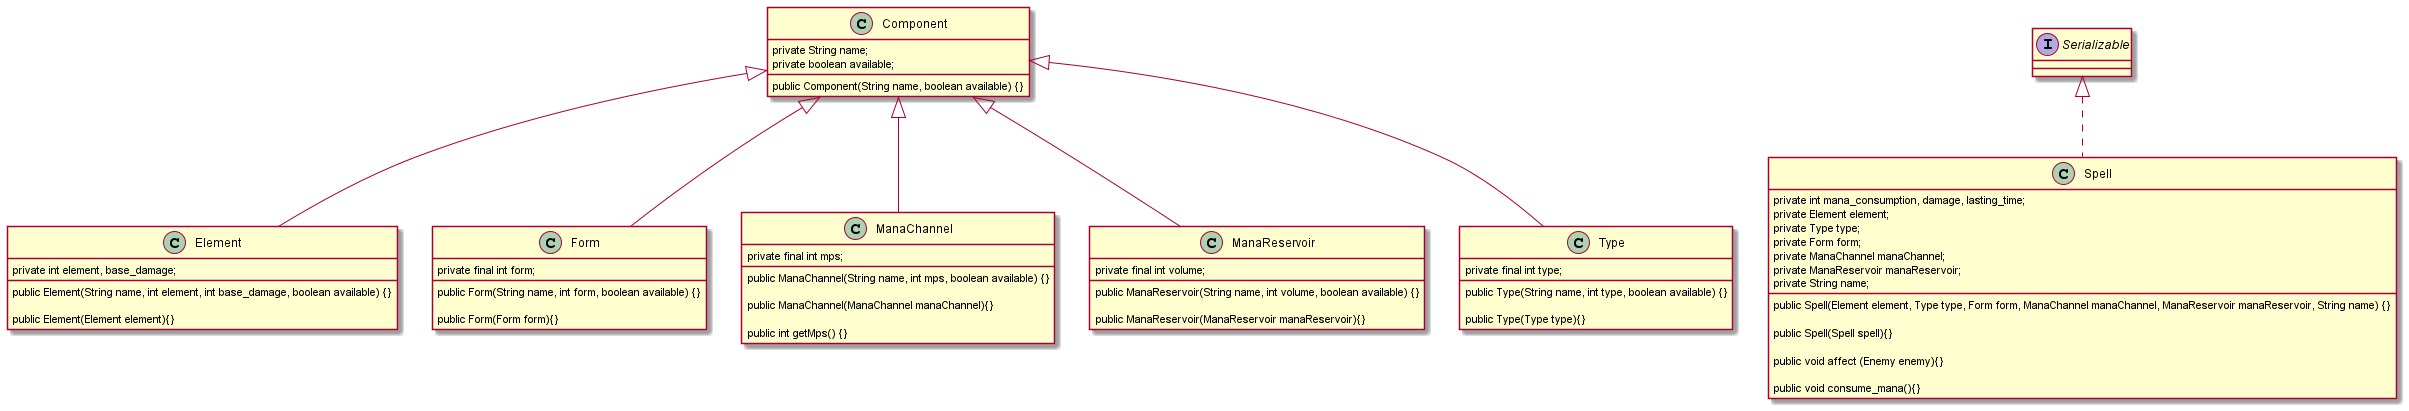 C Component
private String name;
private boolean available;
public Component(String name, boolean available) {}
I Serializable
C Element
private int element, base_damage;
public Element(String name, int element, int base_damage, boolean available) {}
public Element(Element element){}
C Form
private final int form;
public Form(String name, int form, boolean available) {}
public Form(Form form){}
C ManaChannel
private final int mps;
public ManaChannel(String name, int mps, boolean available) {}
public ManaChannel(ManaChannel manaChannel){}
public int getMps() {}
C ManaReservoir
private final int volume;
public ManaReservoir(String name, int volume, boolean available) {}
public ManaReservoir(ManaReservoir manaReservoir){}
C Type
private final int type;
public Type(String name, int type, boolean available) {}
public Type(Type type){}
C Spell
private int mana_consumption, damage, lasting_time;
private Element element;
private Type type;
private Form form;
private ManaChannel manaChannel;
private ManaReservoir manaReservoir;
private String name;
public Spell(Element element, Type type, Form form, ManaChannel manaChannel, ManaReservoir manaReservoir, String name) {}
public Spell(Spell spell){}
public void affect (Enemy enemy){}
public void consume_mana(){}